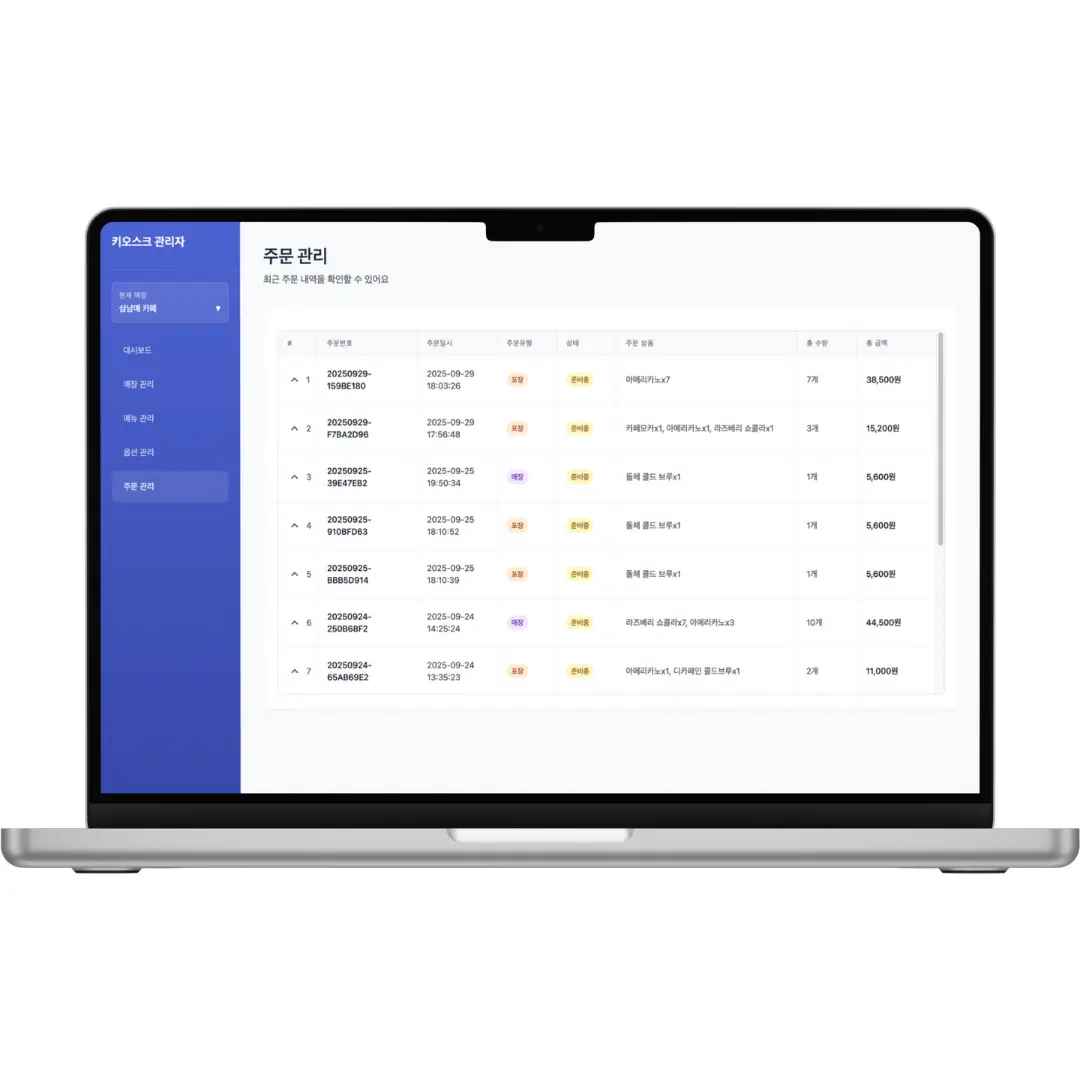 키오스크 관리자
현재 매장
삼남매 카페 ▼
대시보드
매장 관리
메뉴 관리
옵션 관리
주문 관리
주문 관리
최근 주문 내역을 확인할 수 있어요
# 주문번호 주문일시 주문유형 상태 주문 상품 총 수량 총 금액
1 20250929-159BE180 2025-09-29 18:03:26 포장 준비중 아메리카노x7 7개 38,500원
2 20250929-F7BA2D96 2025-09-29 17:56:48 포장 준비중 카페모카x1, 아메리카노x1, 라즈베리 쇼콜라x1 3개 15,200원
3 20250925-39E47EB2 2025-09-25 19:50:34 매장 준비중 돌체 콜드 브루x1 1개 5,600원
4 20250925-910BFD63 2025-09-25 18:10:52 포장 준비중 돌체 콜드 브루x1 1개 5,600원
5 20250925-BBB5D914 2025-09-25 18:10:39 포장 준비중 돌체 콜드 브루x1 1개 5,600원
6 20250924-250B68F2 2025-09-24 14:25:24 매장 준비중 라즈베리 쇼콜라x7, 아메리카노x3 10개 44,500원
7 20250924-65AB69E2 2025-09-24 13:35:23 포장 준비중 아메리카노x1, 디카페인 콜드브루x1 2개 11,000원